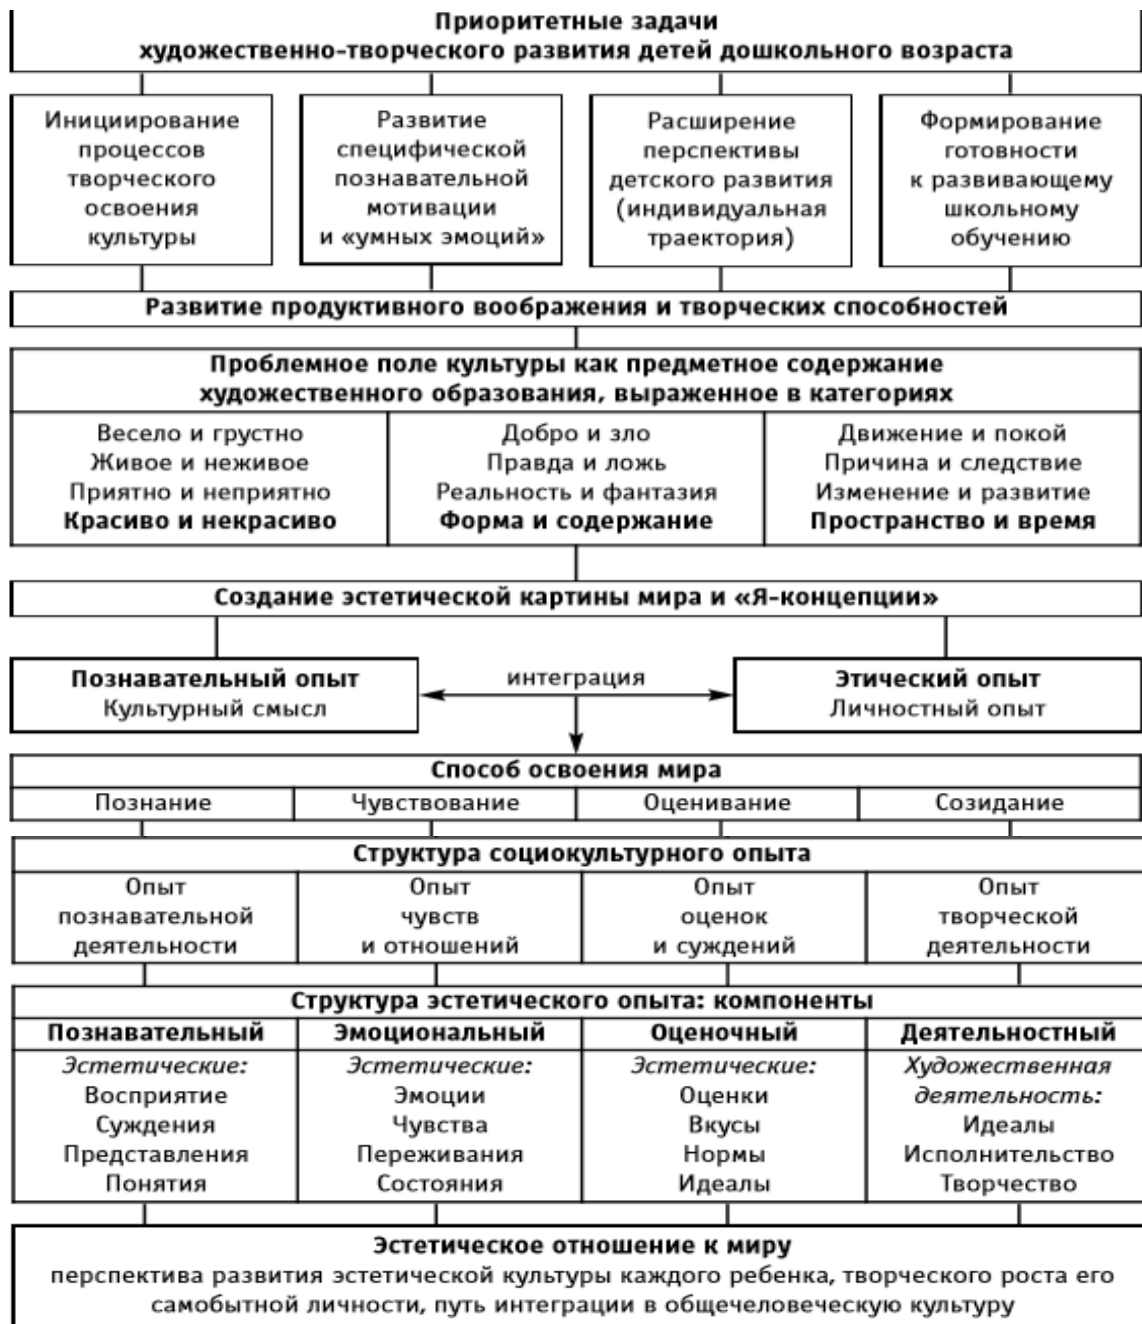 Приоритетные задачи
художественно-творческого развития детей дошкольного возраста
Инициирование
процессов
творческого
освоения
культуры
Развитие
специфической
познавательной
мотивации
и «умных эмоций»
Расширение
перспективы
детского развития
(индивидуальная
траектория)
Формирование
готовности
к развивающему
школьному
обучению
Развитие продуктивного воображения и творческих способностей
Проблемное поле культуры как предметное содержание
художественного образования, выраженное в категориях
Весело и грустно
Живое и неживое
Приятно и неприятно
Красиво и некрасиво
Добро и зло
Правда и ложь
Реальность и фантазия
Форма и содержание
Движение и покой
Причина и следствие
Изменение и развитие
Пространство и время
Создание эстетической картины мира и «Я-концепции»
Познавательный опыт
Культурный смысл
интеграция
Этический опыт
Личностный опыт
Способ освоения мира
Познание
Чувствование
Оценивание
Созидание
Структура социокультурного опыта
Опыт
познавательной
деятельности
Опыт
чувств
и отношений
Опыт
оценок
и суждений
Опыт
творческой
деятельности
Структура эстетического опыта: компоненты
Познавательный
Эстетические:
Восприятие
Суждения
Представления
Понятия
Эмоциональный
Эстетические:
Эмоции
Чувства
Переживания
Состояния
Оценочный
Эстетические:
Оценки
Вкусы
Нормы
Идеалы
Деятельностный
Художественная
деятельность:
Идеалы
Исполнительство
Творчество
Эстетическое отношение к миру
перспектива развития эстетической культуры каждого ребенка, творческого роста его
самобытной личности, путь интеграции в общечеловеческую культуру